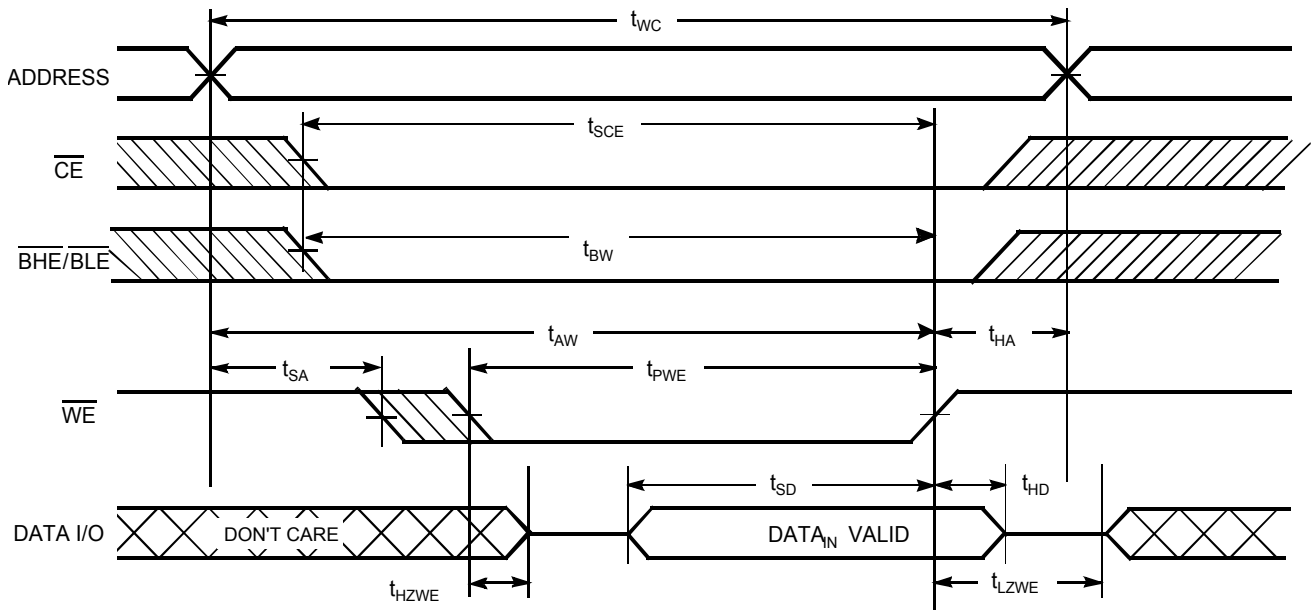 tWC
ADDRESS
tSCE
CE
BHE/BLE
tBW
tAW
tHA
tSA
tPWE
WE
tSD
tHD
DATA I/O
DON'T CARE
DATAIN VALID
tHZWE
tLZWE